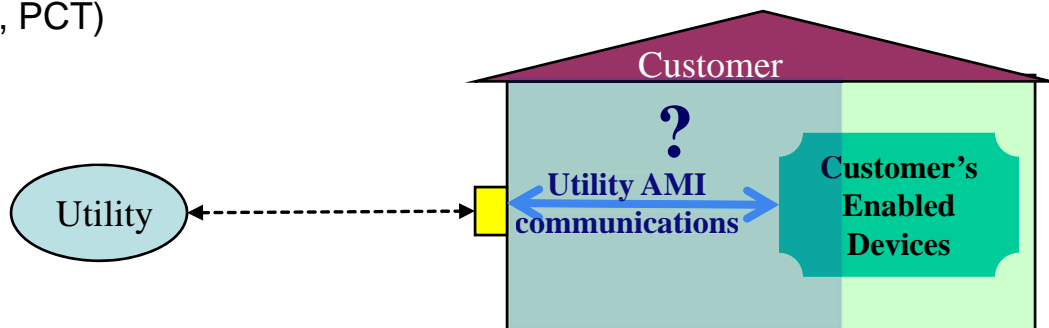 , PCT)
Customer
?
Utility AMI
communications
Utility
Customer’s
Enabled
Devices